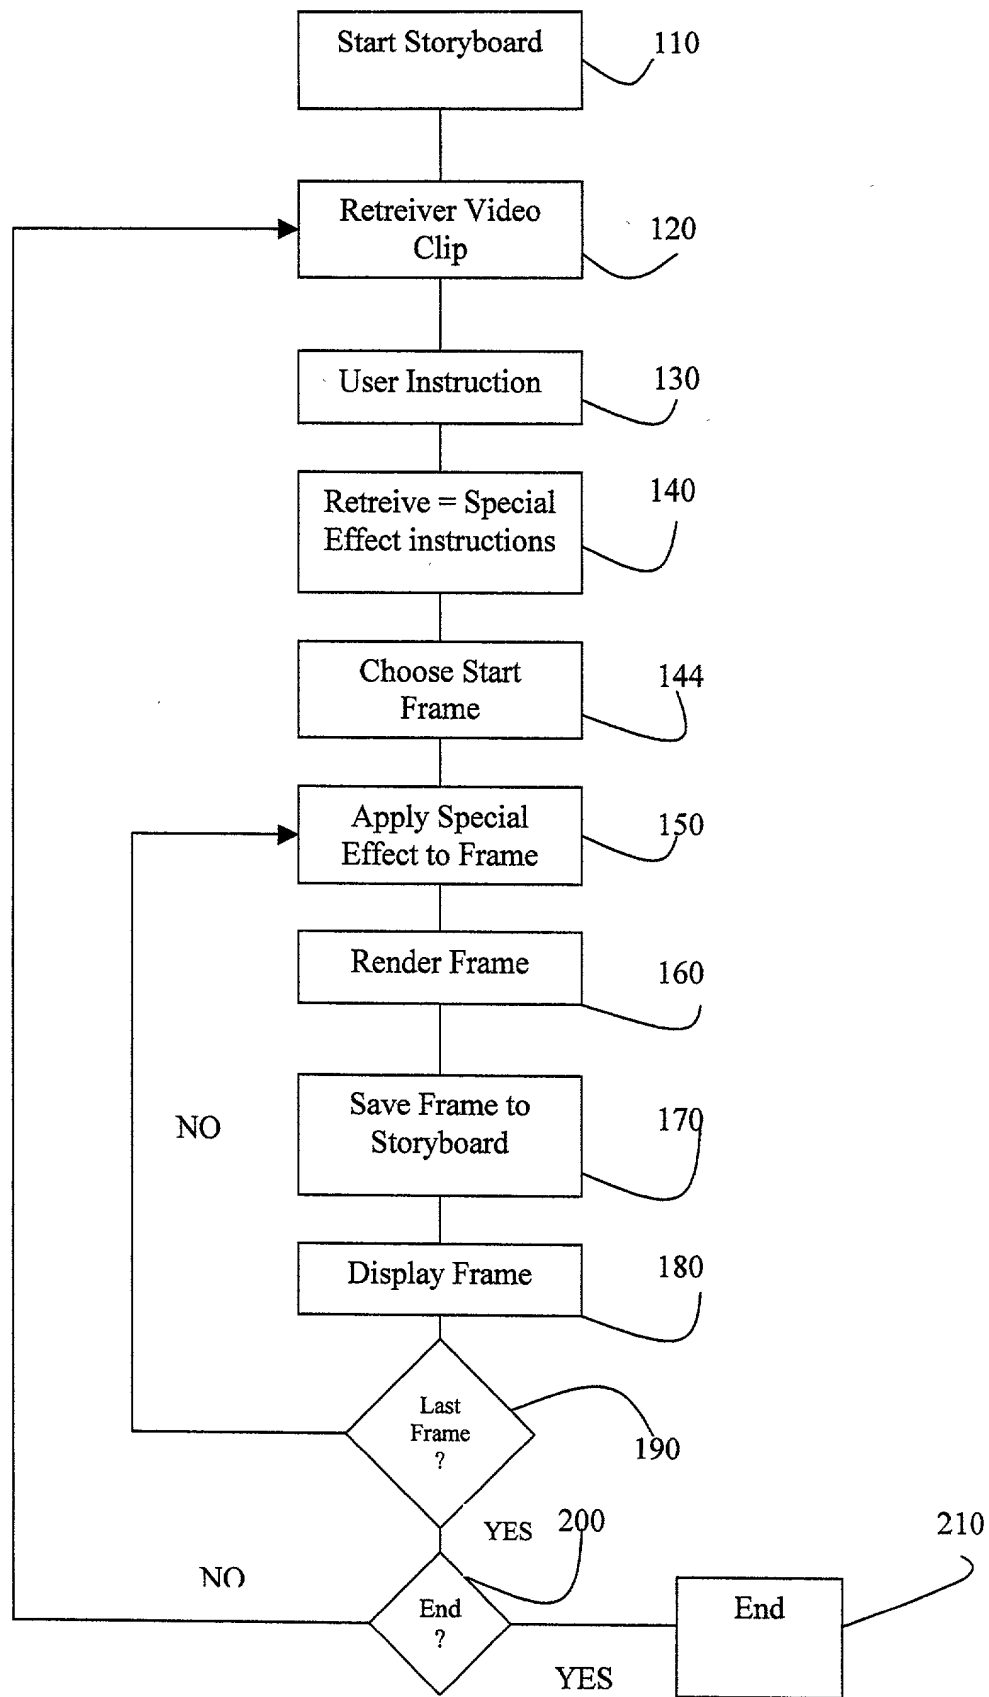 Start Storyboard
110
Retreiver Video
Clip
120
User Instruction
130
Retreive = Special
Effect instructions
140
Choose Start
Frame
144
Apply Special
Effect to Frame
150
Render Frame
160
Save Frame to
Storyboard
170
NO
Display Frame
180
Last
Frame
?
190
YES
200
210
NO
End
?
End
YES